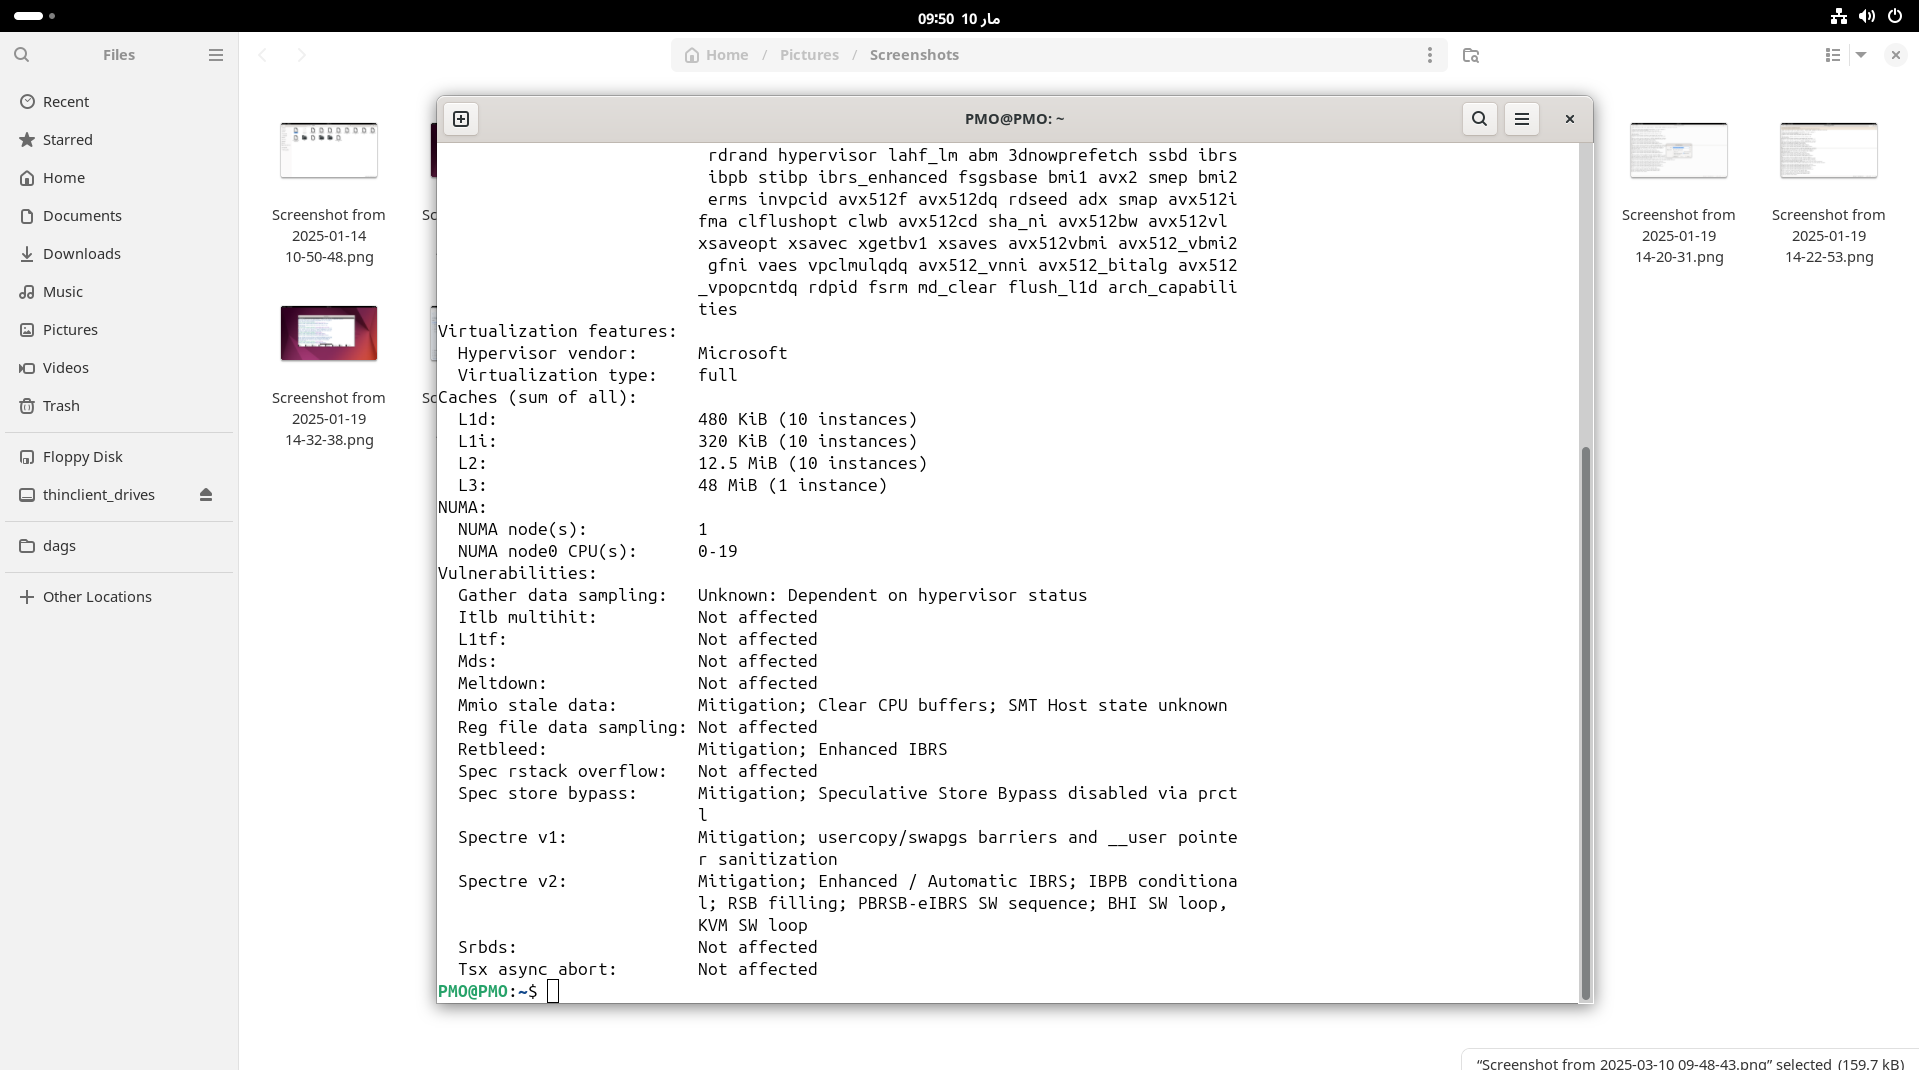 مار 10  09:50
Files
Home / Pictures / Screenshots
Recent
Starred
Home
Documents
Downloads
Music
Pictures
Videos
Trash
Floppy Disk
thinclient_drives
dags
Other Locations
Screenshot from
2025-01-14
10-50-48.png
Screenshot from
2025-01-19
14-32-38.png
Screenshot from
2025-01-19
14-20-31.png
Screenshot from
2025-01-19
14-22-53.png
PMO@PMO: ~
rdrand hypervisor lahf_lm abm 3dnowprefetch ssbd ibrs
ibpb stibp ibrs_enhanced fsgsbase bmi1 avx2 smep bmi2
erms invpcid avx512f avx512dq rdseed adx smap avx512i
fma clflushopt clwb avx512cd sha_ni avx512bw avx512vl
xsaveopt xsavec xgetbv1 xsaves avx512vbmi avx512_vbmi2
gfni vaes vpclmulqdq avx512_vnni avx512_bitalg avx512
_vpopcntdq rdpid fsrm md_clear flush_l1d arch_capabili
ties
Virtualization features:
Hypervisor vendor: Microsoft
Virtualization type: full
Caches (sum of all):
L1d: 480 KiB (10 instances)
L1i: 320 KiB (10 instances)
L2: 12.5 MiB (10 instances)
L3: 48 MiB (1 instance)
NUMA:
NUMA node(s): 1
NUMA node0 CPU(s): 0-19
Vulnerabilities:
Gather data sampling: Unknown: Dependent on hypervisor status
Itlb multihit: Not affected
L1tf: Not affected
Mds: Not affected
Meltdown: Not affected
Mmio stale data: Mitigation; Clear CPU buffers; SMT Host state unknown
Reg file data sampling: Not affected
Retbleed: Mitigation; Enhanced IBRS
Spec rstack overflow: Not affected
Spec store bypass: Mitigation; Speculative Store Bypass disabled via prct
l
Spectre v1: Mitigation; usercopy/swapgs barriers and __user pointe
r sanitization
Spectre v2: Mitigation; Enhanced / Automatic IBRS; IBPB conditiona
l; RSB filling; PBRSB-eIBRS SW sequence; BHI SW loop,
KVM SW loop
Srbds: Not affected
Tsx async abort: Not affected
PMO@PMO:~$
“Screenshot from 2025-03-10 09-48-43.png” selected (159.7 kB)